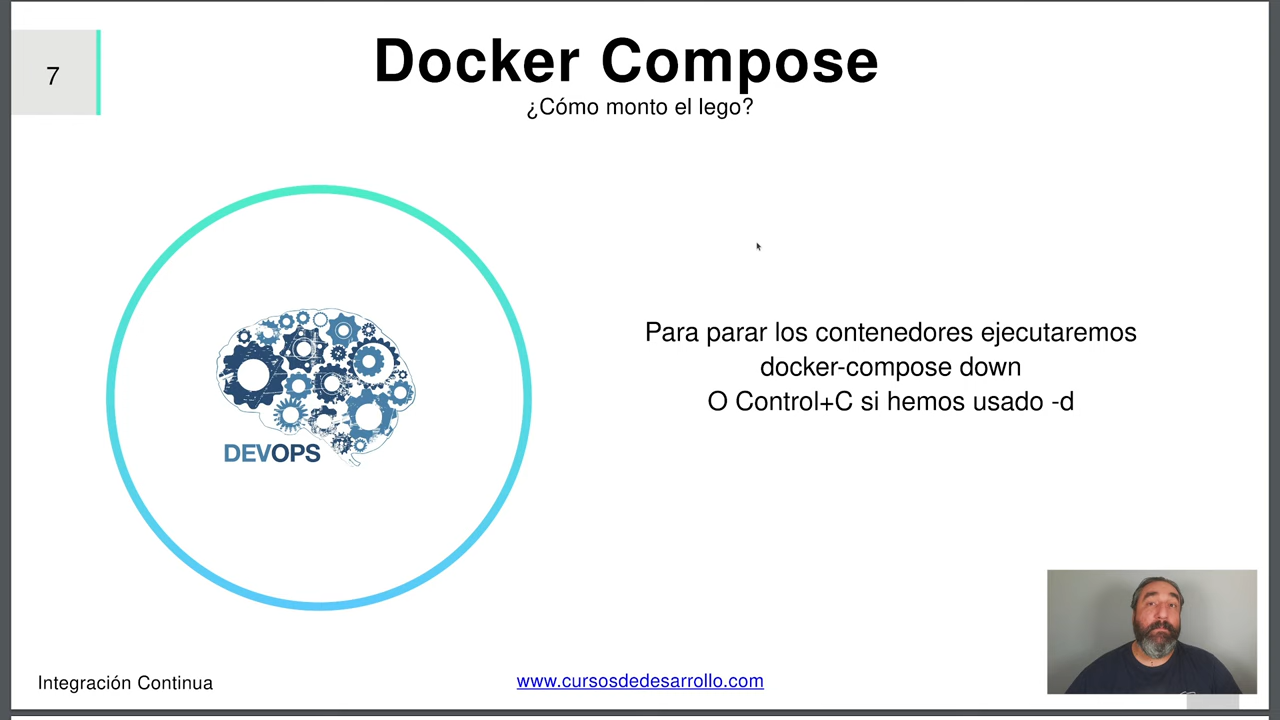 7
Docker Compose
¿Cómo monto el lego?
Para parar los contenedores ejecutaremos
docker-compose down
O Control+C si hemos usado -d
DEVOPS
Integración Continua
www.cursosdedesarrollo.com